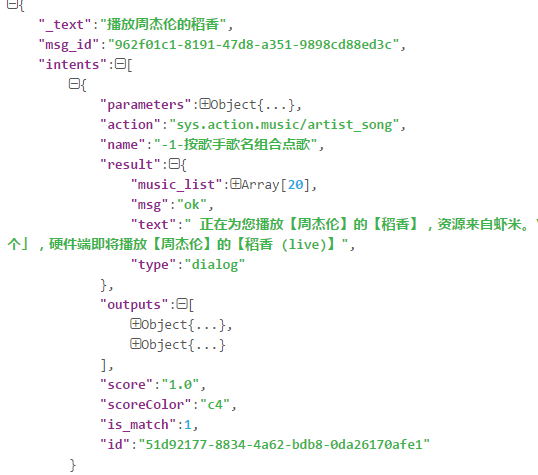 {
"_text":"播放周杰伦的稻香",
"msg_id":"962f01c1-8191-47d8-a351-9898cd88ed3c",
"intents":[
{
"parameters":Object{...},
"action":"sys.action.music/artist_song",
"name":"-1-按歌手歌名组合点歌",
"result":{
"music_list":Array[20],
"msg":"ok",
"text":" 正在为您播放【周杰伦】的【稻香】，资源来自虾米。
个」，硬件端即将播放【周杰伦】的【稻香 (live)】",
"type":"dialog"
},
"outputs":[
Object{...},
Object{...}
],
"score":"1.0",
"scoreColor":"c4",
"is_match":1,
"id":"51d92177-8834-4a62-bdb8-0da26170afe1"
}